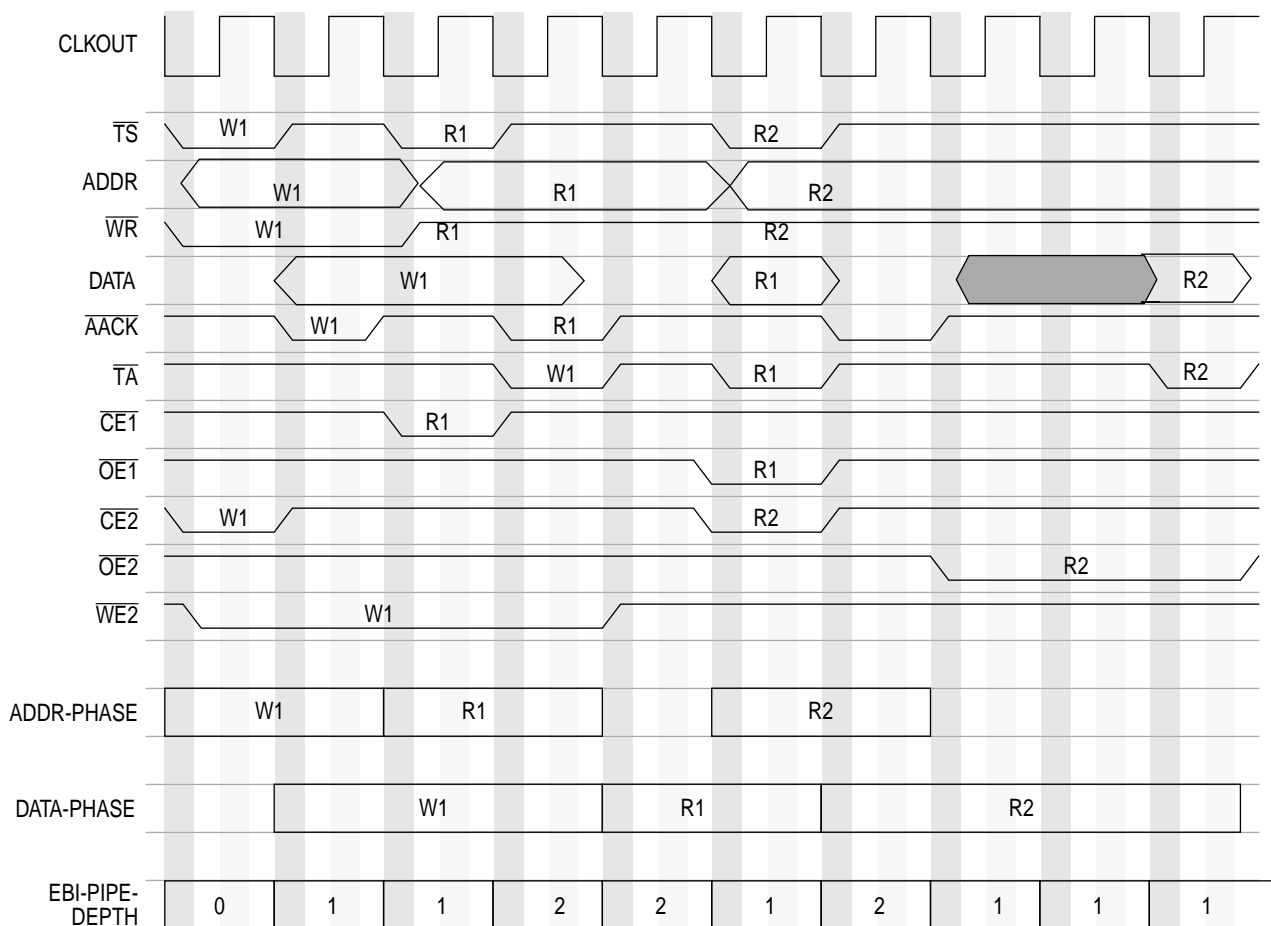 CLKOUT
TS W1 R1 R2
ADDR W1 R1 R2
WR W1 R1 R2
DATA W1 R1 R2
AACK W1 R1
TA W1 R1 R2
CE1 R1
OE1 R1
CE2 W1 R2
OE2 R2
WE2 W1
ADDR-PHASE W1 R1 R2
DATA-PHASE W1 R1 R2
EBI-PIPE-
DEPTH 0 1 1 2 2 1 2 1 1 1